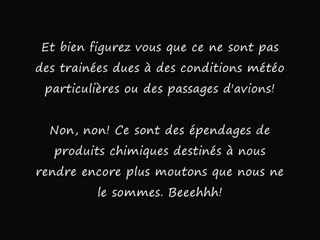 Et bien figurez vous que ce ne sont pas
des trainées dues à des conditions météo
particulières ou des passages d'avions!
Non, non! Ce sont des épendages de
produits chimiques destinés à nous
rendre encore plus moutons que nous ne
le sommes. Beeehhh!